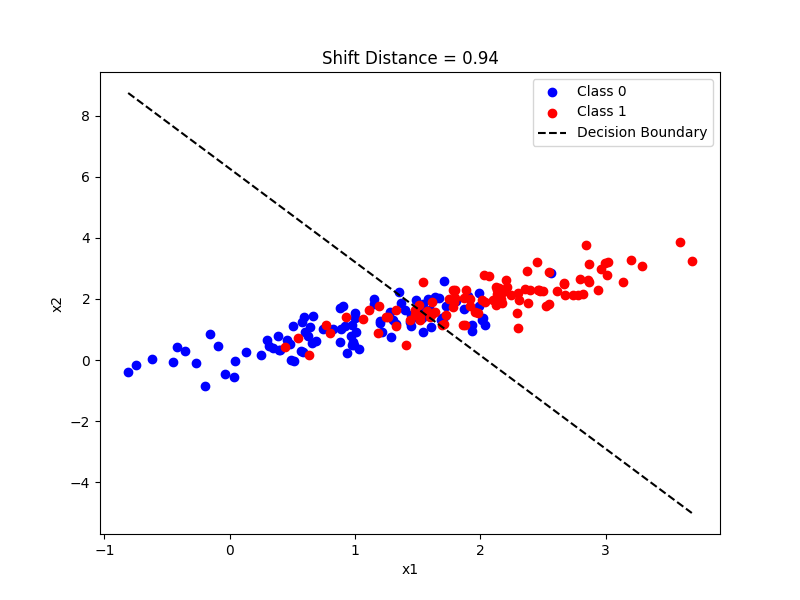 Shift Distance = 0.94
Class 0
Class 1
Decision Boundary
8
6
4
2
0
−2
−4
x2
−1
0
1
2
3
x1